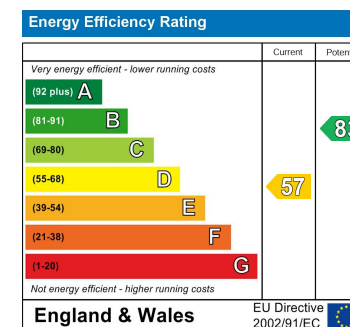 Energy Efficiency Rating
Current
Very energy efficient - lower running costs
(92 plus) A
(81-91) B
(69-80) C
(55-68) D
(39-54) E
(21-38) F
(1-20) G
57
Not energy efficient - higher running costs
England & Wales
EU Directive
2002/91/EC